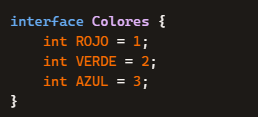 interface Colores {
    int ROJO = 1;
    int VERDE = 2;
    int AZUL = 3;
}